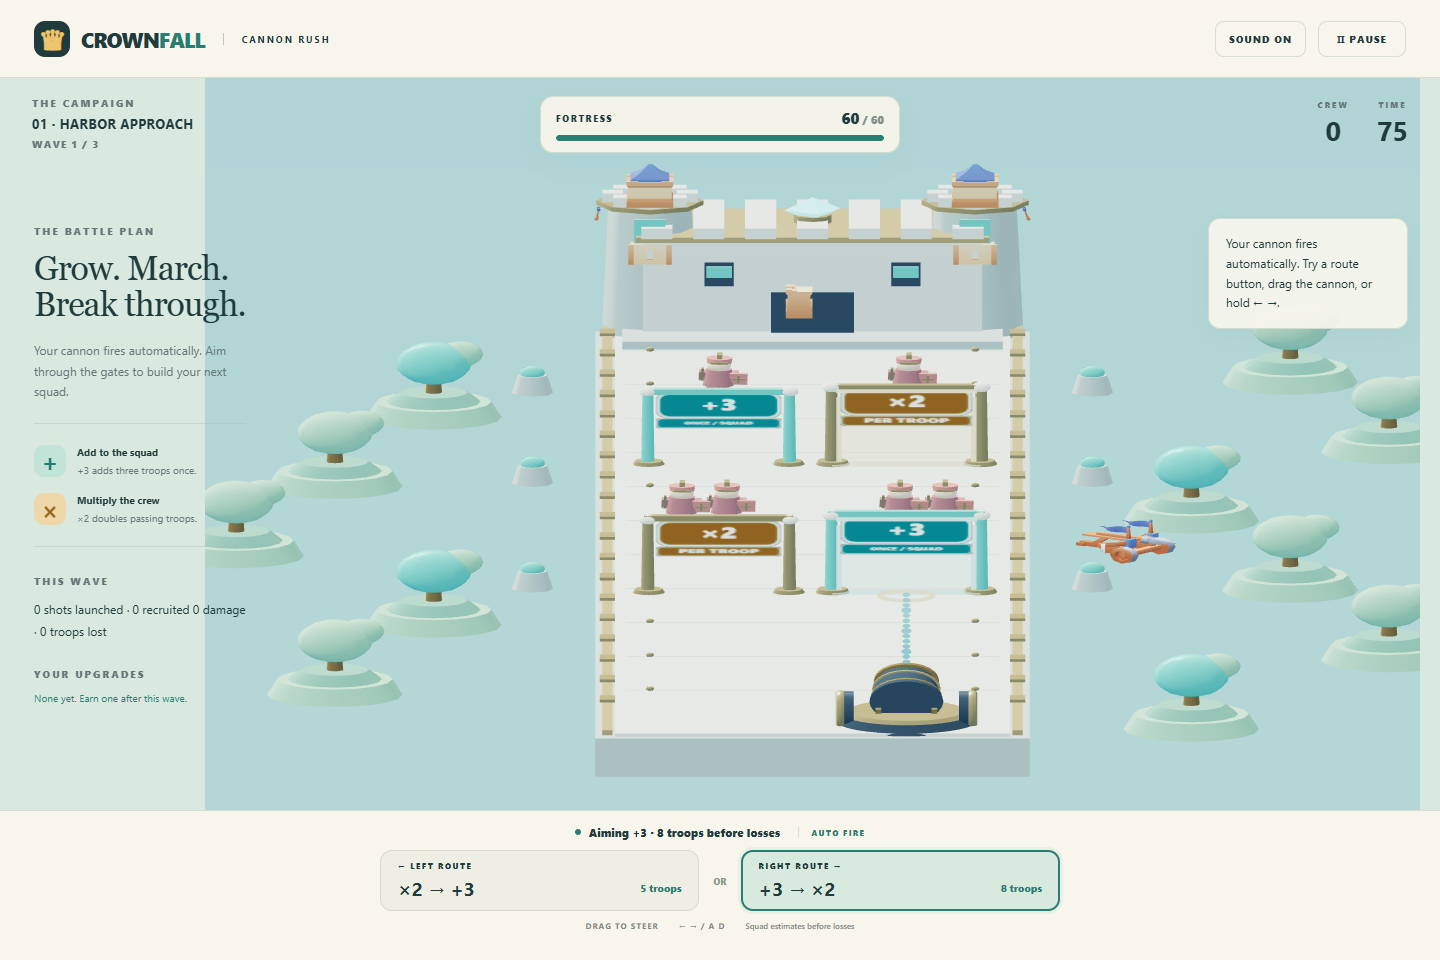 CROWNFALL
CANNON RUSH
SOUND ON
II PAUSE
THE CAMPAIGN
01 · HARBOR APPROACH
WAVE 1 / 3
FORTRESS
60 / 60
CREW
0
TIME
75
THE BATTLE PLAN
Grow. March.
Break through.
Your cannon fires automatically. Aim
through the gates to build your next
squad.
+
Add to the squad
+3 adds three troops once.
×
Multiply the crew
×2 doubles passing troops.
THIS WAVE
0 shots launched · 0 recruited 0 damage
· 0 troops lost
YOUR UPGRADES
None yet. Earn one after this wave.
Your cannon fires
automatically. Try a route
button, drag the cannon, or
hold ← →.
+3
ONCE / SQUAD
×2
PER TROOP
×2
PER TROOP
+3
ONCE / SQUAD
Aiming +3 · 8 troops before losses
AUTO FIRE
← LEFT ROUTE
×2 → +3
5 troops
OR
RIGHT ROUTE →
+3 → ×2
8 troops
DRAG TO STEER
← → / A D
Squad estimates before losses